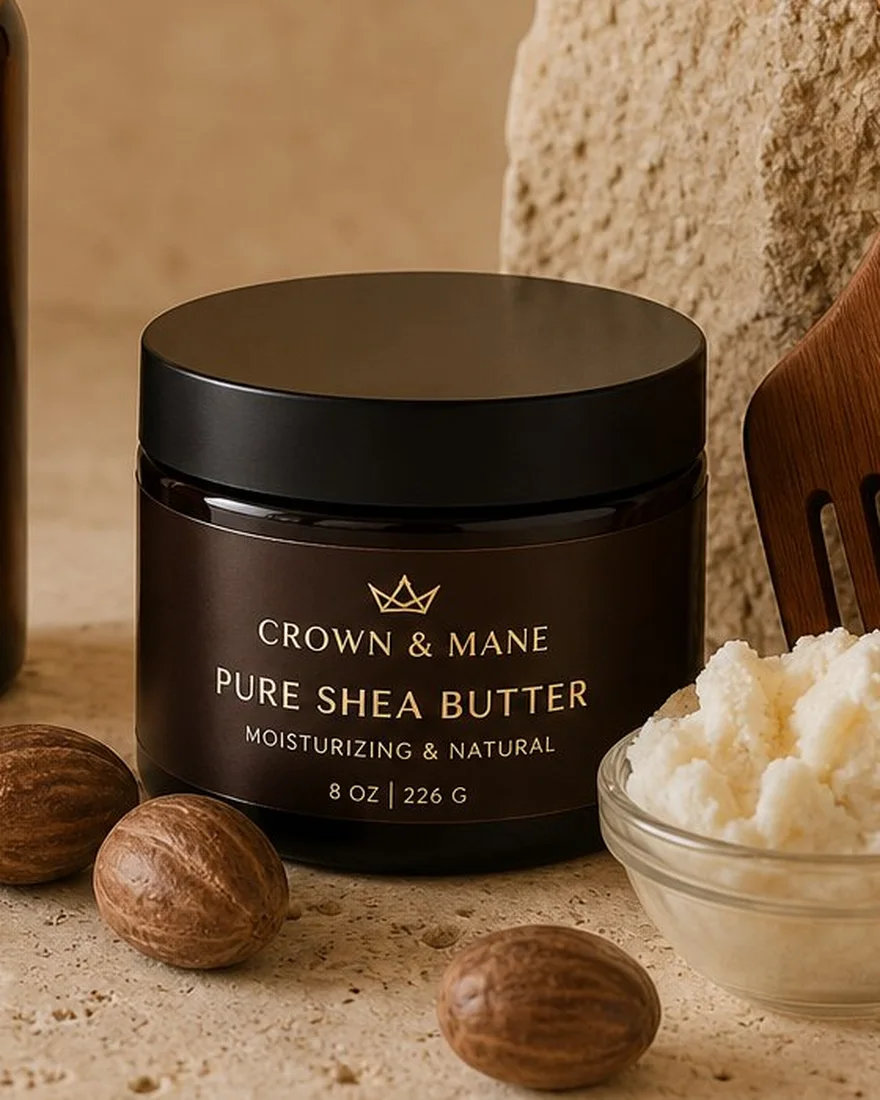 CROWN & MANE
PURE SHEA BUTTER
MOISTURIZING & NATURAL
8 OZ | 226 G